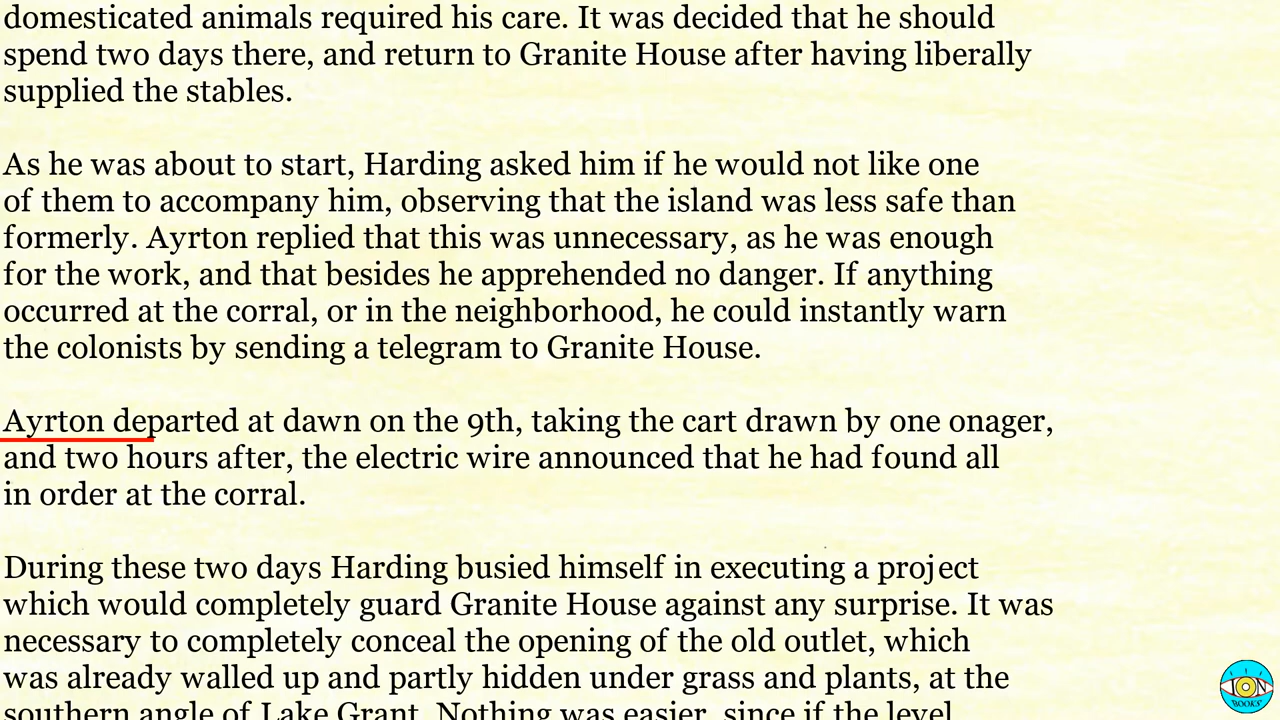 domesticated animals required his care. It was decided that he should
spend two days there, and return to Granite House after having liberally
supplied the stables.
As he was about to start, Harding asked him if he would not like one
of them to accompany him, observing that the island was less safe than
formerly. Ayrton replied that this was unnecessary, as he was enough
for the work, and that besides he apprehended no danger. If anything
occurred at the corral, or in the neighborhood, he could instantly warn
the colonists by sending a telegram to Granite House.
Ayrton departed at dawn on the 9th, taking the cart drawn by one onager,
and two hours after, the electric wire announced that he had found all
in order at the corral.
During these two days Harding busied himself in executing a project
which would completely guard Granite House against any surprise. It was
necessary to completely conceal the opening of the old outlet, which
was already walled up and partly hidden under grass and plants, at the
southern angle of Lake Grant. Nothing was easier, since if the level
ION
BOOKS